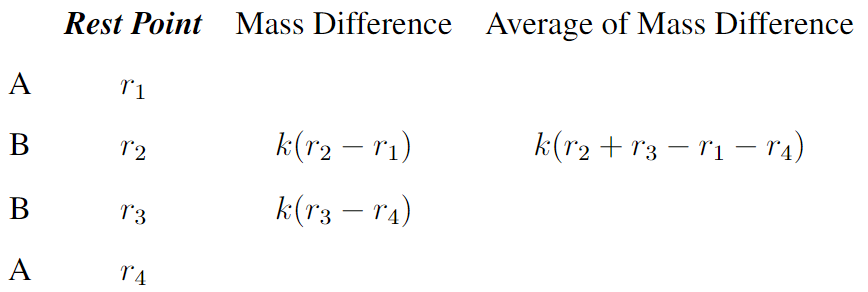 Rest Point Mass Difference Average of Mass Difference
A r₁
B r₂ k(r₂ − r₁) k(r₂ + r₃ − r₁ − r₄)
B r₃ k(r₃ − r₄)
A r₄